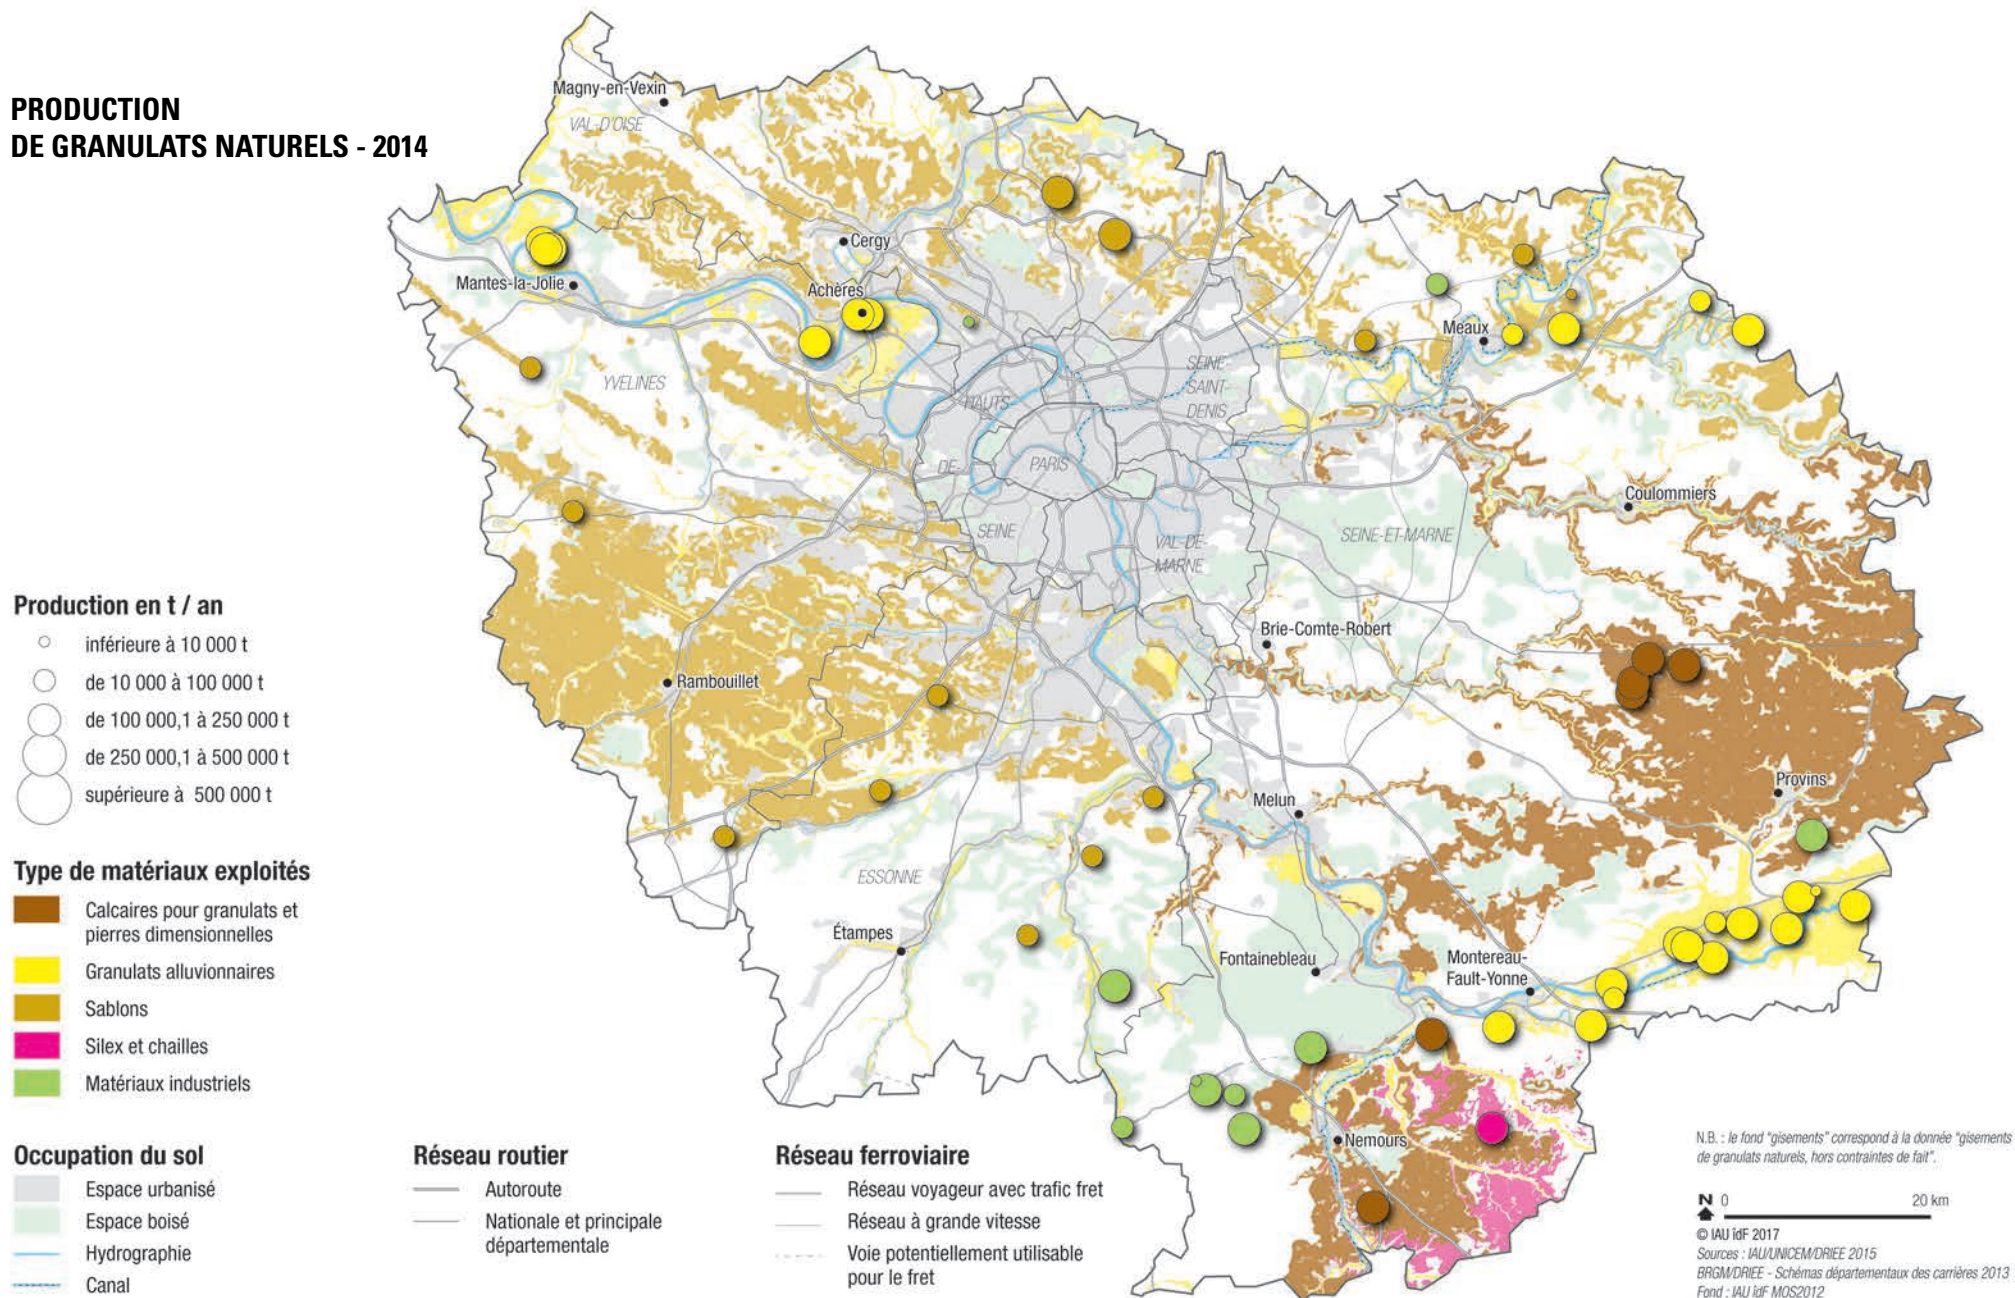 PRODUCTION
DE GRANULATS NATURELS - 2014
Magny-en-Vexin
VAL-D'OISE
Cergy
Mantes-la-Jolie
Achères
YVELINES
Meaux
SEINE-
SAINT-
DENIS
HAUTS-
DE-
SEINE
PARIS
VAL-DE-
MARNE
SEINE-ET-MARNE
Coulommiers
Brie-Comte-Robert
Rambouillet
Provins
Melun
ESSONNE
Étampes
Fontainebleau
Montereau-
Fault-Yonne
Nemours
Production en t / an
inférieure à 10 000 t
de 10 000 à 100 000 t
de 100 000,1 à 250 000 t
de 250 000,1 à 500 000 t
supérieure à 500 000 t
Type de matériaux exploités
Calcaires pour granulats et
pierres dimensionnelles
Granulats alluvionnaires
Sablons
Silex et chailles
Matériaux industriels
Occupation du sol
Espace urbanisé
Espace boisé
Hydrographie
Canal
Réseau routier
Autoroute
Nationale et principale
départementale
Réseau ferroviaire
Réseau voyageur avec trafic fret
Réseau à grande vitesse
Voie potentiellement utilisable
pour le fret
N.B. : le fond "gisements" correspond à la donnée "gisements
de granulats naturels, hors contraintes de fait".
N 0 20 km
© IAU îdF 2017
Sources : IAU/UNICEM/DRIEE 2015
BRGM/DRIEE - Schémas départementaux des carrières 2013
Fond : IAU îdF MOS2012